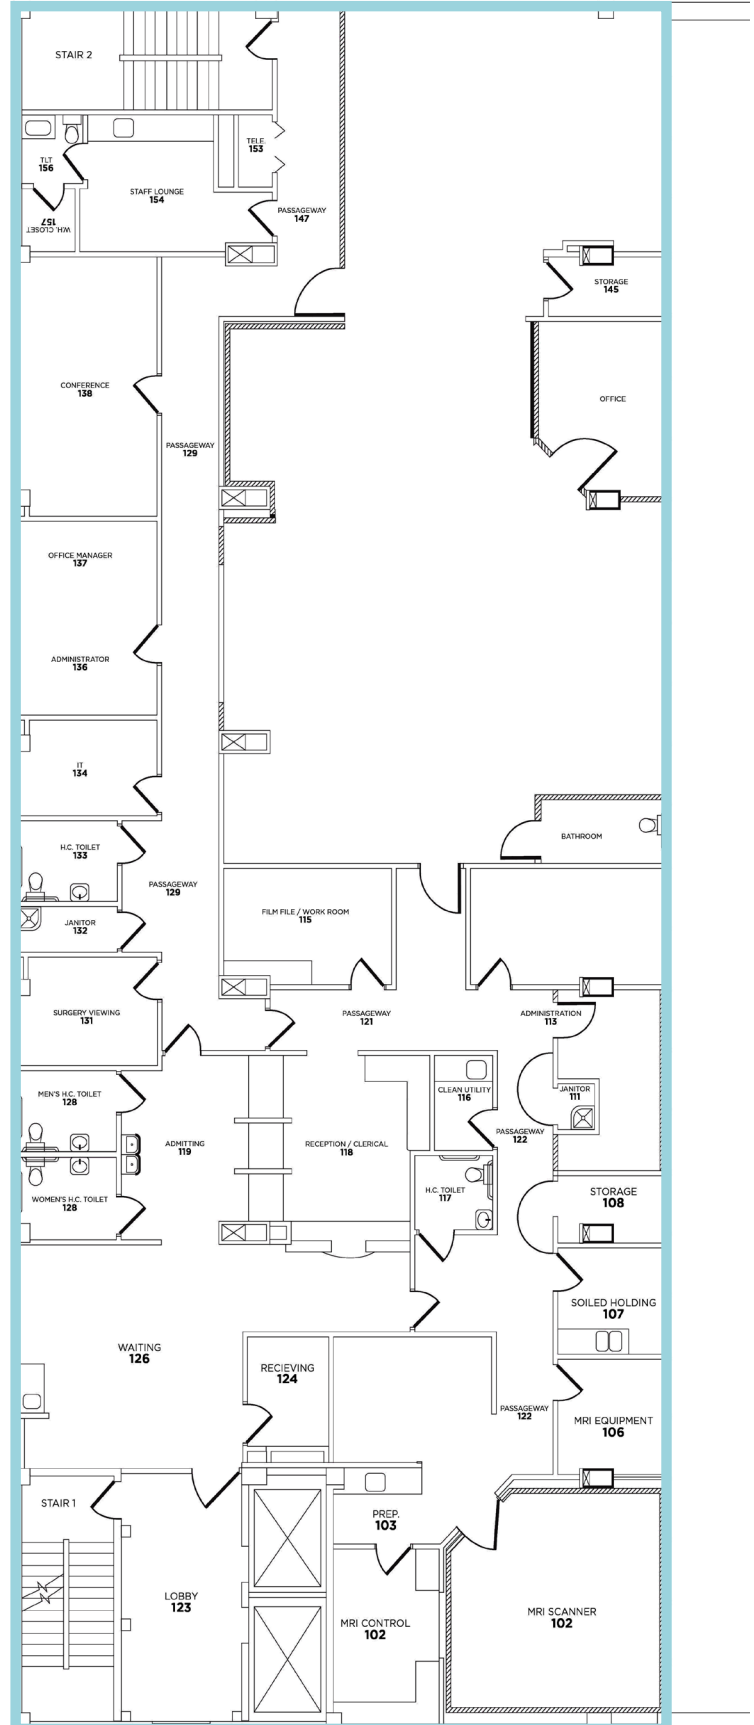 STAIR 2
TELE.
153
TLT
156
STAFF LOUNGE
154
PASSAGEWAY
147
W.H. CLOSET
157
STORAGE
145
CONFERENCE
138
OFFICE
PASSAGEWAY
129
OFFICE MANAGER
137
ADMINISTRATOR
136
IT
134
BATHROOM
H.C. TOILET
133
PASSAGEWAY
129
FILM FILE / WORK ROOM
115
JANITOR
132
SURGERY VIEWING
131
PASSAGEWAY
121
ADMINISTRATION
113
MEN'S H.C. TOILET
128
CLEAN UTILITY
116
JANITOR
111
ADMITTING
119
RECEPTION / CLERICAL
118
PASSAGEWAY
122
WOMEN'S H.C. TOILET
128
H.C. TOILET
117
STORAGE
108
SOILED HOLDING
107
WAITING
126
RECIEVING
124
PASSAGEWAY
122
MRI EQUIPMENT
106
STAIR 1
PREP.
103
LOBBY
123
MRI CONTROL
102
MRI SCANNER
102